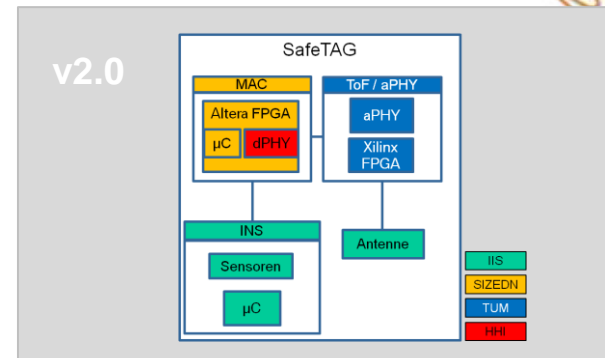 v2.0
SafeTAG
MAC
Altera FPGA
µC
dPHY
ToF / aPHY
aPHY
Xilinx
FPGA
INS
Sensoren
µC
Antenne
IIS
SIZEDN
TUM
HHI